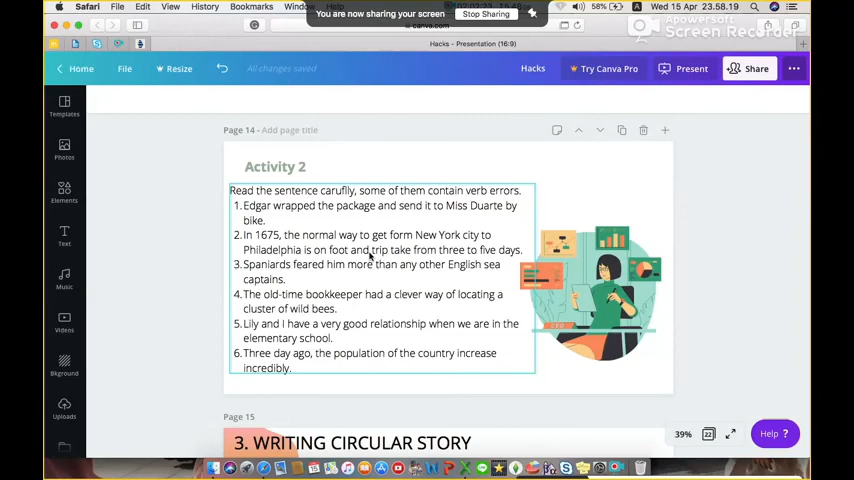 Safari File Edit View History Bookmarks Window
You are now sharing your screen Stop Sharing
58% Wed 15 Apr 23.58.19
Apowersoft
Screen Recorder
canva.com
Hacks - Presentation (16:9)
Home File Resize All changes saved Hacks Try Canva Pro Present Share
Templates
Photos
Elements
Text
Music
Videos
Bkground
Uploads
Page 14 - Add page title
Activity 2
Read the sentence caruflly, some of them contain verb errors.
1. Edgar wrapped the package and send it to Miss Duarte by
bike.
2. In 1675, the normal way to get form New York city to
Philadelphia is on foot and trip take from three to five days.
3. Spaniards feared him more than any other English sea
captains.
4. The old-time bookkeeper had a clever way of locating a
cluster of wild bees.
5. Lily and I have a very good relationship when we are in the
elementary school.
6. Three day ago, the population of the country increase
incredibly.
CEO
Page 15
3. WRITING CIRCULAR STORY
39% 22 Help ?